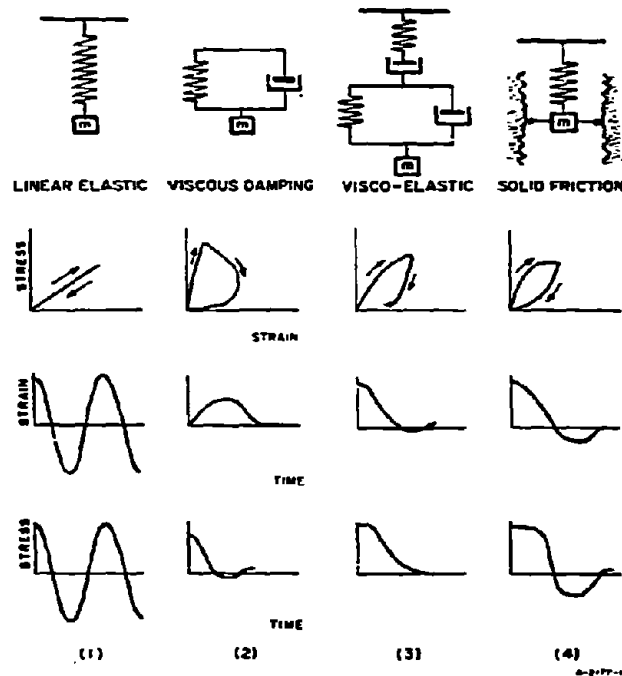 m
m
m
m
LINEAR ELASTIC VISCOUS DAMPING VISCO-ELASTIC SOLID FRICTION
STRESS
STRAIN
STRAIN
TIME
STRESS
TIME
(1) (2) (3) (4)